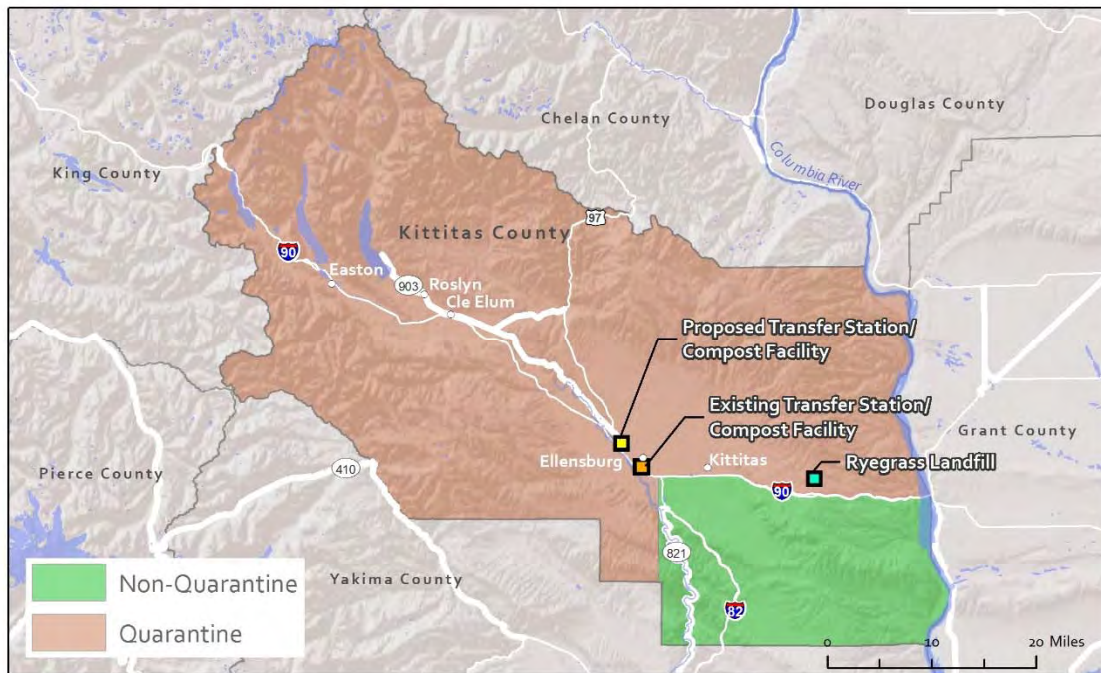 Douglas County
Chelan County
Columbia River
King County
97
Kittitas County
90
Easton
903
Roslyn
Cle Elum
Proposed Transfer Station/
Compost Facility
Existing Transfer Station/
Compost Facility
Grant County
Ellensburg
Kittitas
Ryegrass Landfill
Pierce County
410
90
821
Yakima County
82
Non-Quarantine
Quarantine
0 10 20 Miles